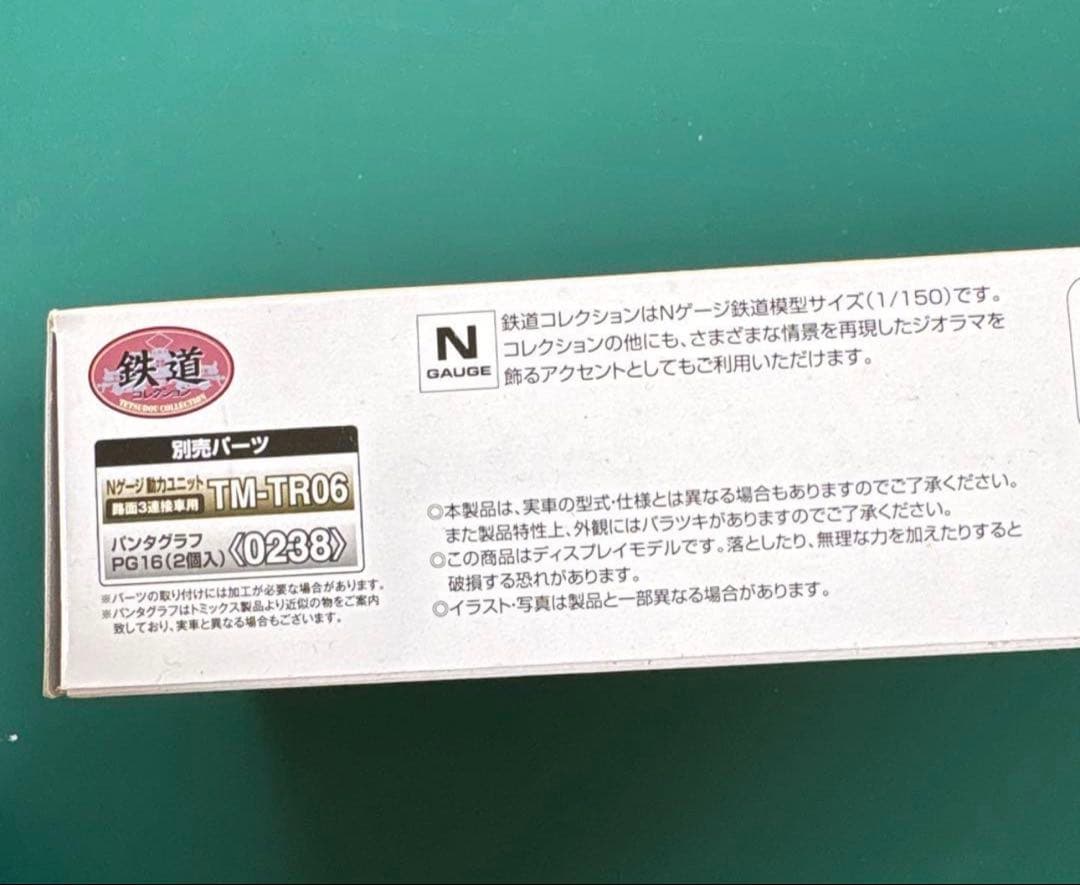 鉄道
コレクション
TETSUDOU COLLECTION
別売パーツ
Nゲージ 動力ユニット
路面3連接車用
TM-TR06
パンタグラフ
PG16(2個入)
《0238》
※パーツの取り付けには加工が必要な場合があります。
※パンタグラフはトミックス製品より近似の物をご案内
致しており、実車と異なる場合もございます。
N
GAUGE
鉄道コレクションはNゲージ鉄道模型サイズ(1/150)です。
コレクションの他にも、さまざまな情景を再現したジオラマを
飾るアクセントとしてもご利用いただけます。
◎本製品は、実車の型式・仕様とは異なる場合もありますのでご了承ください。
また製品特性上、外観にはバラツキがありますのでご了承ください。
◎この商品はディスプレイモデルです。落としたり、無理な力を加えたりすると
破損する恐れがあります。
◎イラスト・写真は製品と一部異なる場合があります。